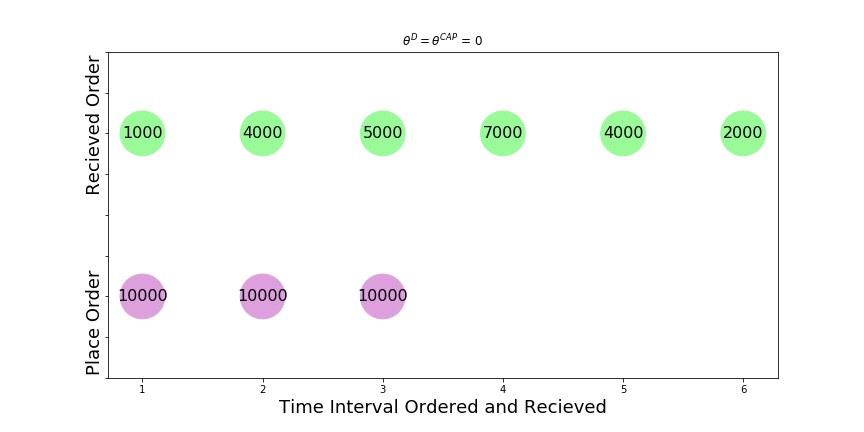 θ^D = θ^CAP = 0
Recieved Order
1000 4000 5000 7000 4000 2000
Place Order
10000 10000 10000
1 2 3 4 5 6
Time Interval Ordered and Recieved